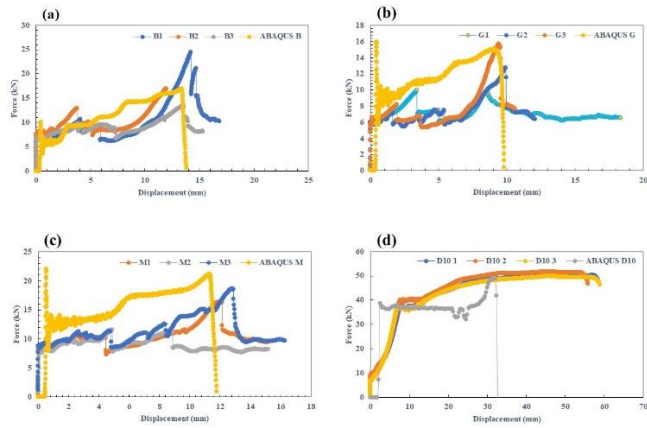 (a)
B1 B2 B3 ABAQUS B
30
25
20
15
10
5
0
Force (kN)
0 5 10 15 20 25
Displacement (mm)
(b)
G1 G2 G3 ABAQUS G
18
16
14
12
10
8
6
4
2
0
Force (kN)
0 5 10 15 20
Displacement (mm)
(c)
M1 M2 M3 ABAQUS M
25
20
15
10
5
0
Force (kN)
0 2 4 6 8 10 12 14 16 18
Displacement (mm)
(d)
D10 1 D10 2 D10 3 ABAQUS D10
60
50
40
30
20
10
0
Force (kN)
0 10 20 30 40 50 60 70
Displacement (mm)